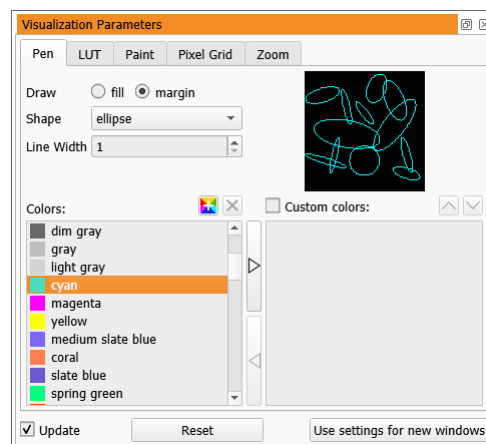 Visualization Parameters
Pen LUT Paint Pixel Grid Zoom
Draw fill margin
Shape ellipse
Line Width 1
Colors: Custom colors:
dim gray
gray
light gray
cyan
magenta
yellow
medium slate blue
coral
slate blue
spring green
Update Reset Use settings for new windows